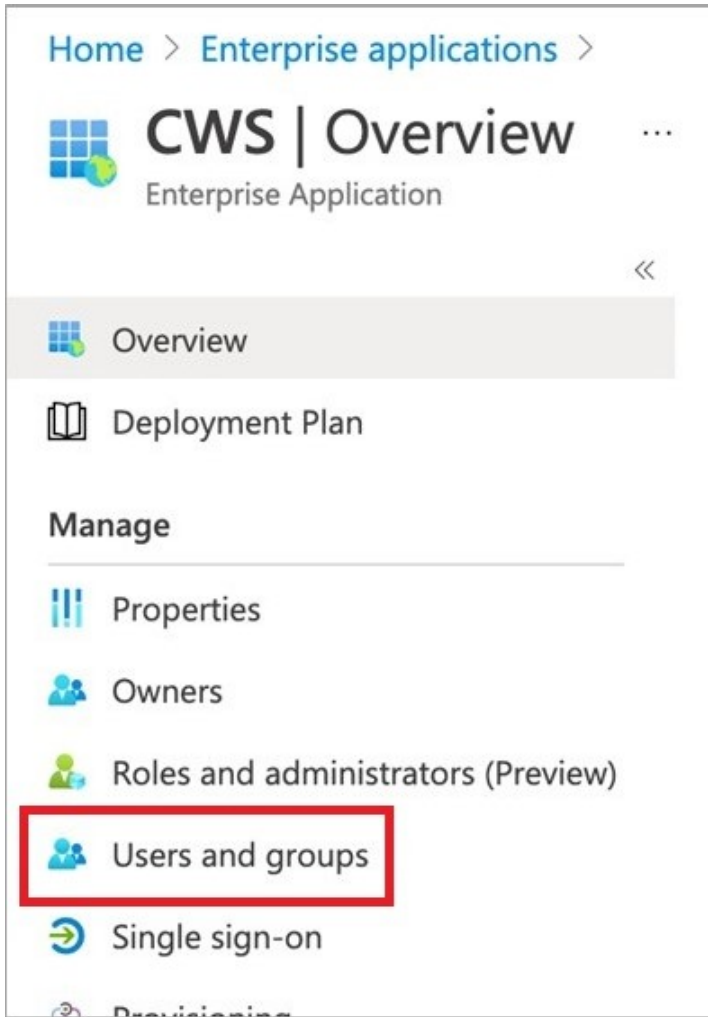 Home > Enterprise applications >
CWS | Overview ...
Enterprise Application
«
Overview
Deployment Plan
Manage
Properties
Owners
Roles and administrators (Preview)
Users and groups
Single sign-on
Provisioning